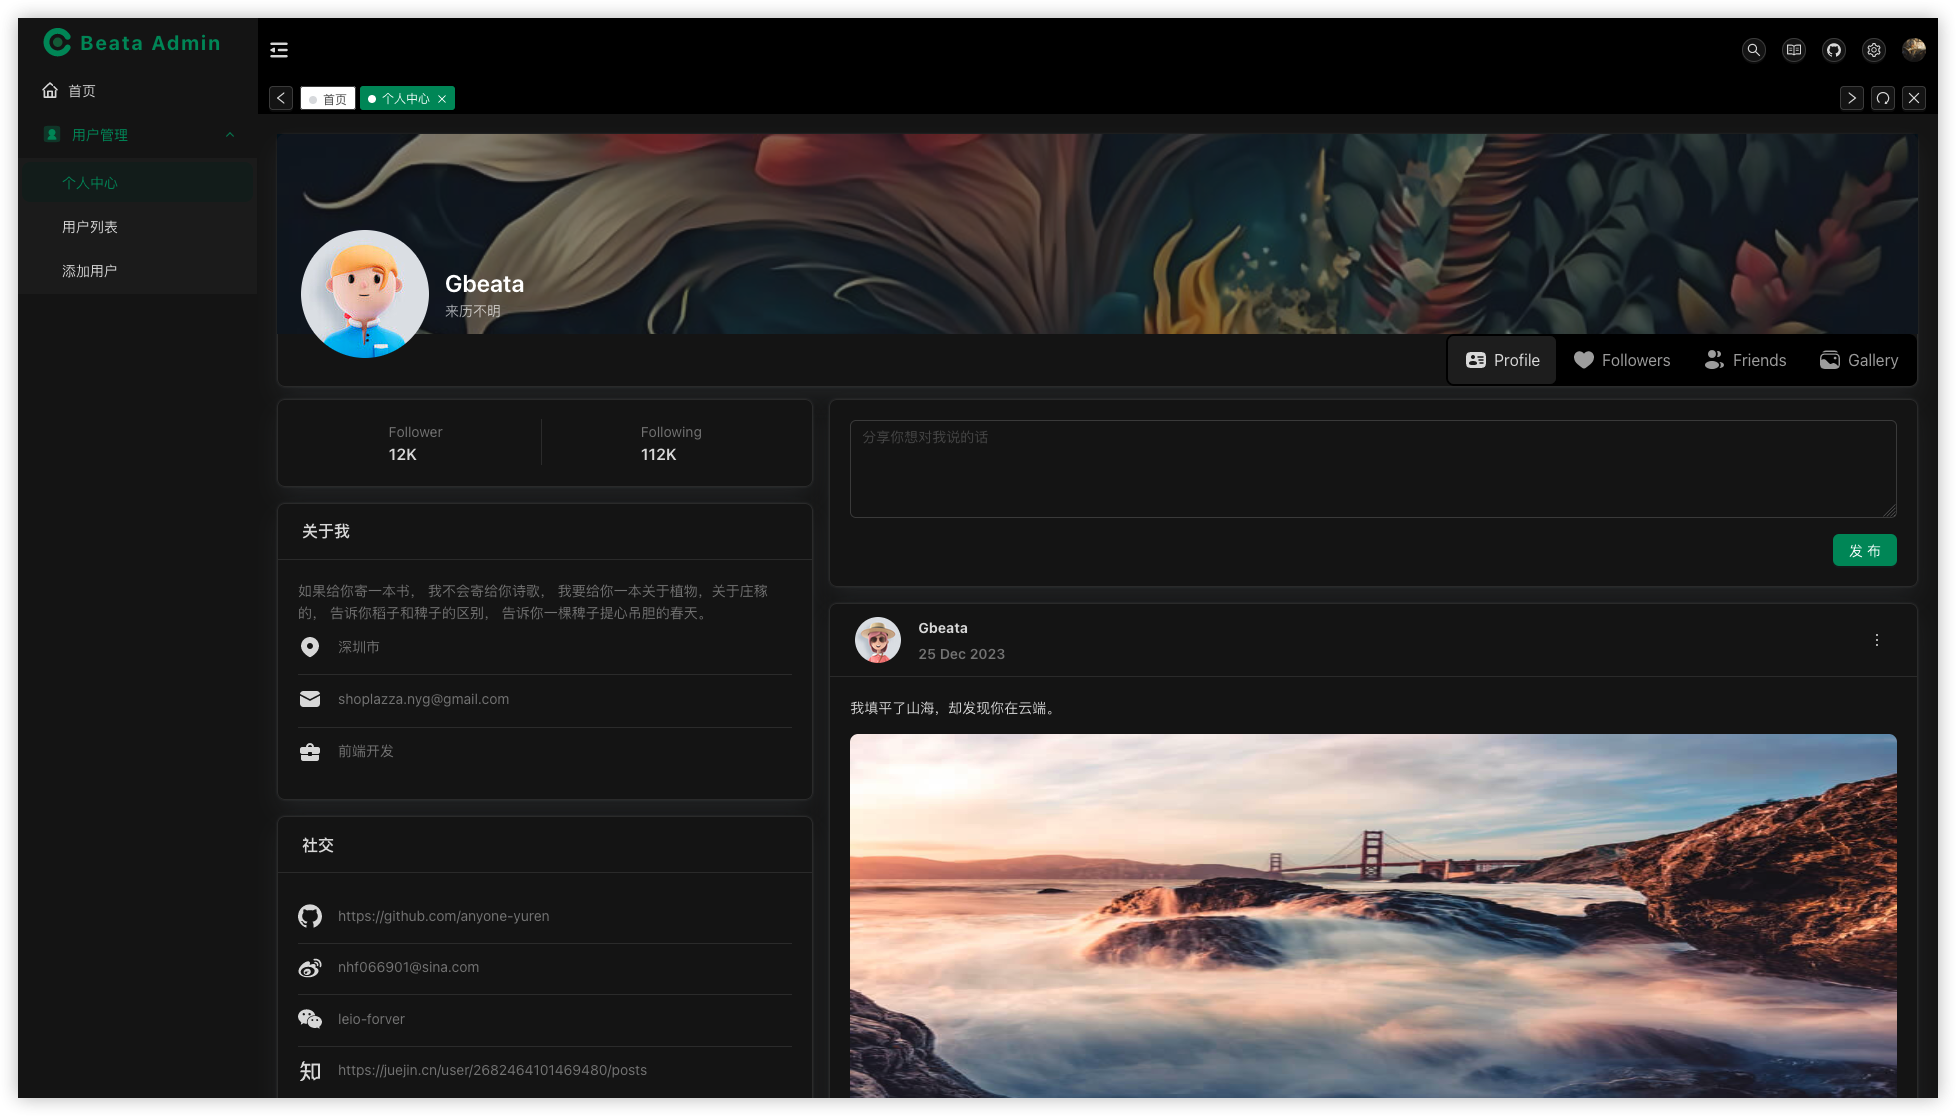 Beata Admin
首页
用户管理
个人中心
用户列表
添加用户
首页
个人中心
Gbeata
来历不明
Profile
Followers
Friends
Gallery
Follower
12K
Following
112K
关于我
如果给你寄一本书， 我不会寄给你诗歌， 我要给你一本关于植物，关于庄稼
的， 告诉你稻子和稗子的区别， 告诉你一棵稗子提心吊胆的春天。
深圳市
shoplazza.nyg@gmail.com
前端开发
社交
https://github.com/anyone-yuren
nhf066901@sina.com
leio-forver
知
https://juejin.cn/user/2682464101469480/posts
分享你想对我说的话
发 布
Gbeata
25 Dec 2023
我填平了山海，却发现你在云端。